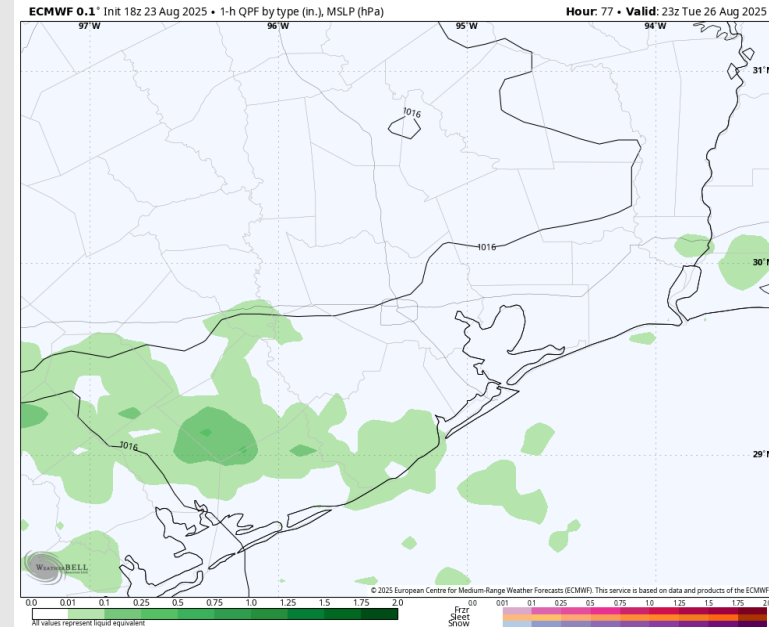 ECMWF 0.1° Init 18z 23 Aug 2025 • 1-h QPF by type (in.), MSLP (hPa) Hour: 77 • Valid: 23z Tue 26 Aug 2025
97°W 96°W 95°W 94°W
31°N
1016
1016
30°N
1016
29°N
WEATHERBELL
© 2025 European Centre for Medium-Range Weather Forecasts (ECMWF). This service is based on data and products of the ECMWF
0.0 0.01 0.1 0.25 0.5 0.75 1.0 1.25 1.5 1.75 2.0 0.0 0.01 0.1 0.25 0.5 0.75 1.0 1.25 1.5 1.75 2.0
Frzr
Sleet
All values represent liquid equivalent Snow